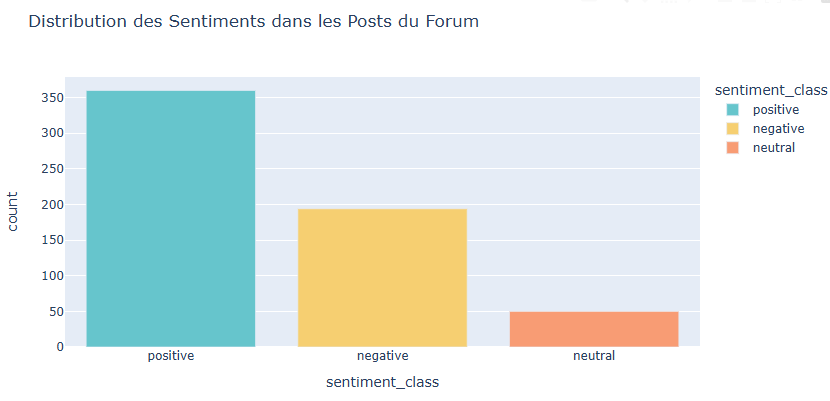 Distribution des Sentiments dans les Posts du Forum
sentiment_class
positive
negative
neutral
count
350
300
250
200
150
100
50
0
positive
negative
neutral
sentiment_class